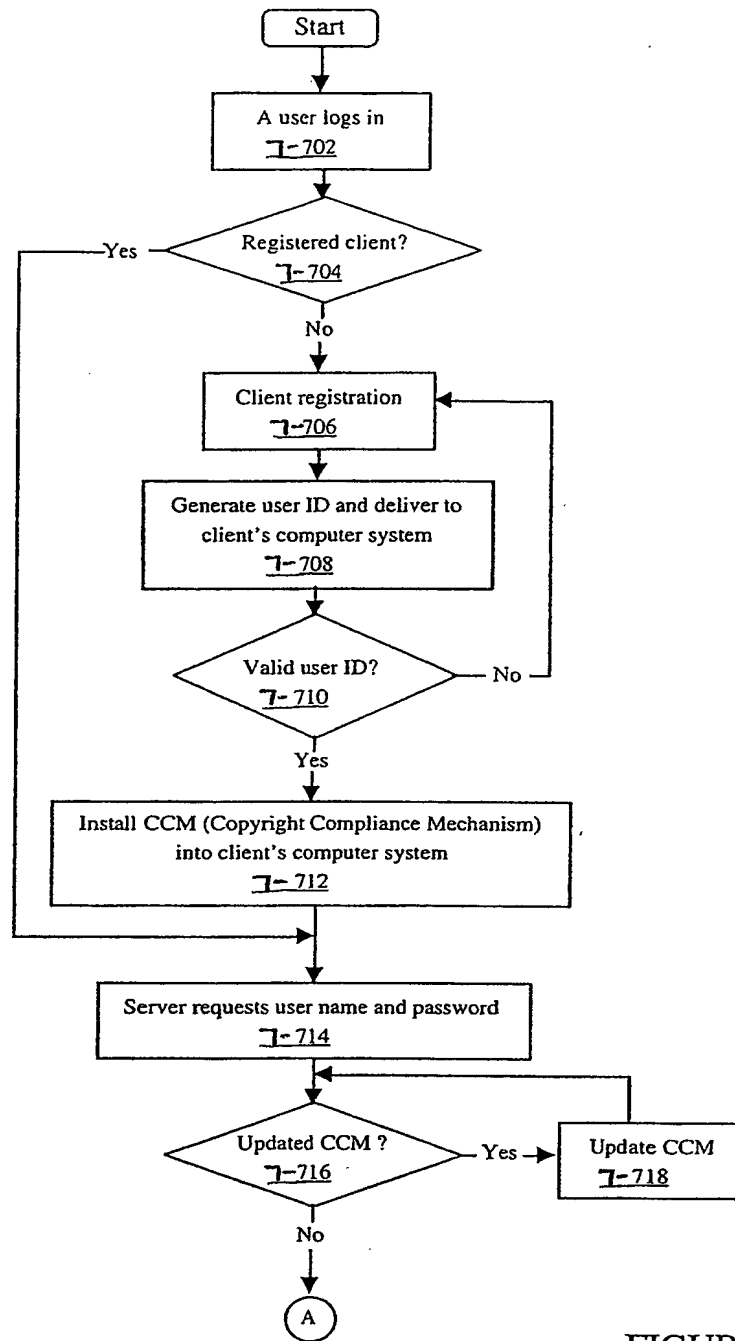 Start
A user logs in
7-702
Registered client?
7-704
Yes
No
Client registration
7-706
Generate user ID and deliver to
client's computer system
7-708
Valid user ID?
7-710
No
Yes
Install CCM (Copyright Compliance Mechanism)
into client's computer system
7-712
Server requests user name and password
7-714
Updated CCM ?
7-716
Yes
Update CCM
7-718
No
A